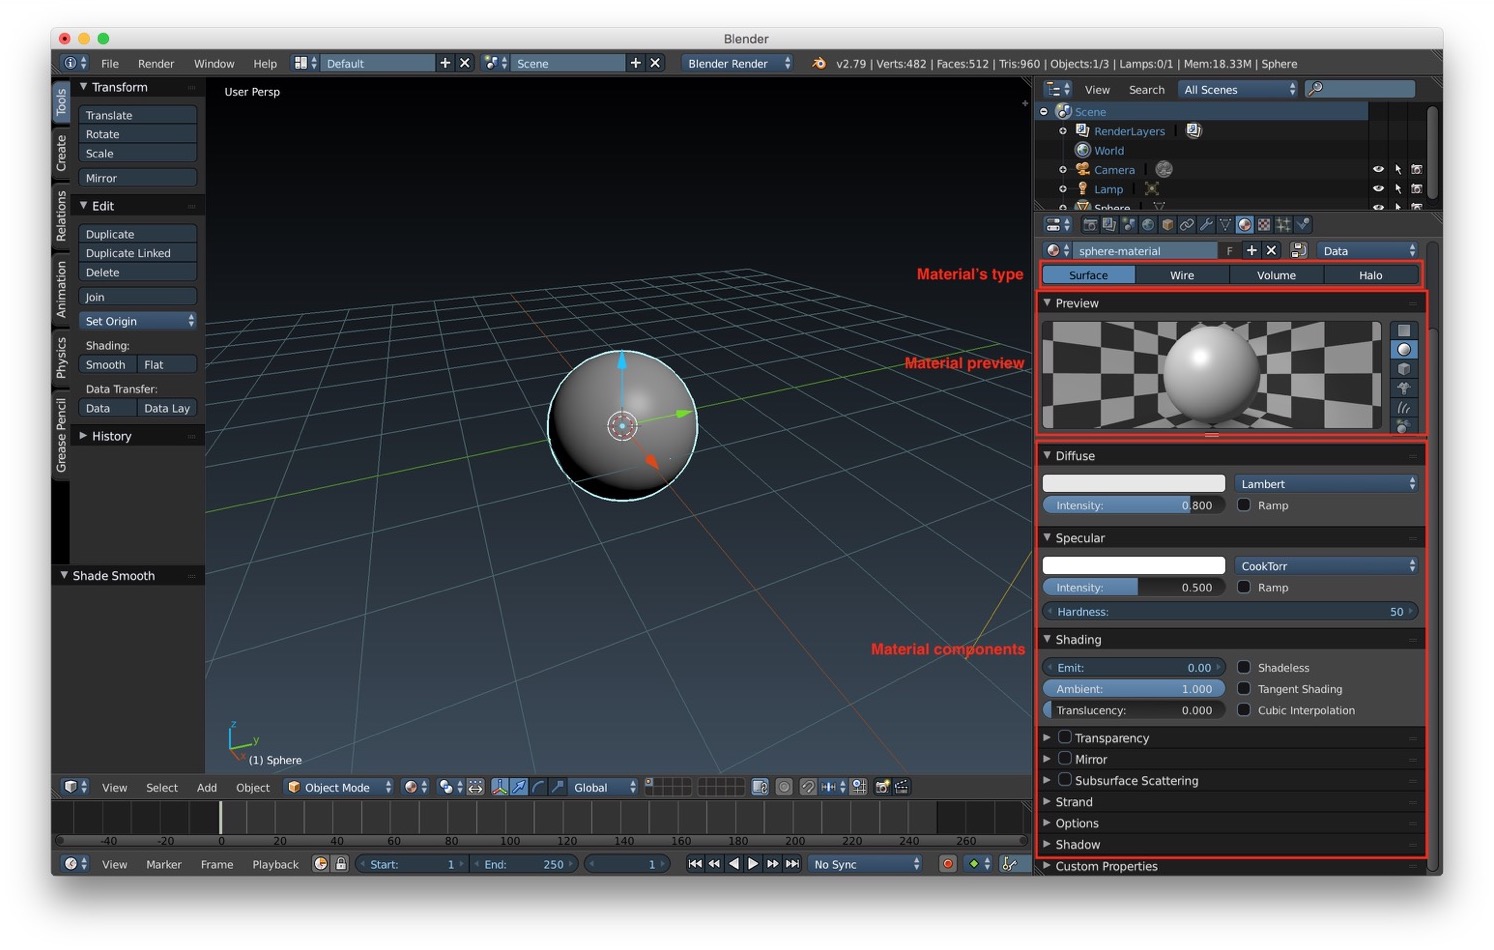 Blender
File Render Window Help Default Scene Blender Render v2.79 | Verts:482 | Faces:512 | Tris:960 | Objects:1/3 | Lamps:0/1 | Mem:18.33M | Sphere
Tools
Create
Relations
Animation
Physics
Grease Pencil
Transform
Translate
Rotate
Scale
Mirror
Edit
Duplicate
Duplicate Linked
Delete
Join
Set Origin
Shading:
Smooth Flat
Data Transfer:
Data Data Lay
History
Shade Smooth
User Persp
Material's type
Material preview
Material components
z
y
x
(1) Sphere
View Select Add Object Object Mode Global
-40 -20 0 20 40 60 80 100 120 140 160 180 200 220 240 260
View Marker Frame Playback Start: 1 End: 250 1 No Sync
View Search All Scenes
Scene
RenderLayers
World
Camera
Lamp
Sphere
sphere-material F Data
Surface Wire Volume Halo
Preview
Diffuse
Lambert
Intensity: 0.800 Ramp
Specular
CookTorr
Intensity: 0.500 Ramp
Hardness: 50
Shading
Emit: 0.00 Shadeless
Ambient: 1.000 Tangent Shading
Translucency: 0.000 Cubic Interpolation
Transparency
Mirror
Subsurface Scattering
Strand
Options
Shadow
Custom Properties